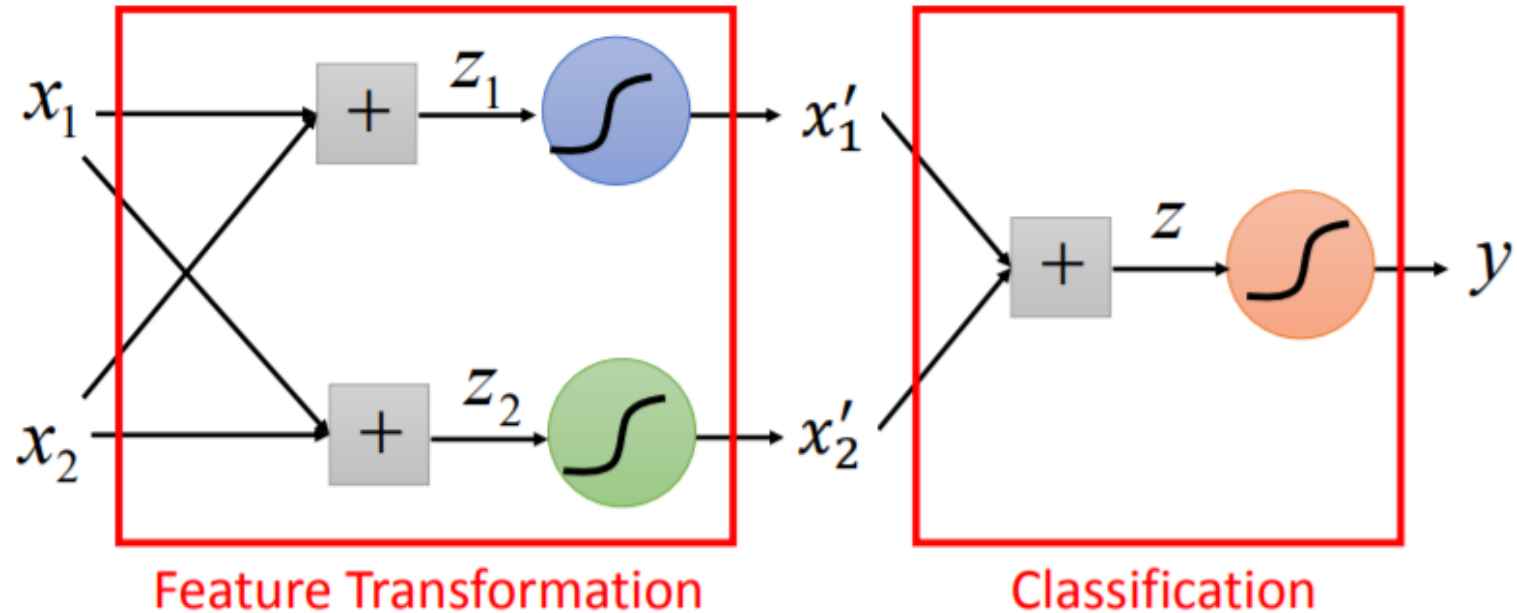 x₁ + z₁ x′₁
+ z y
x₂ + z₂ x′₂
Feature Transformation Classification